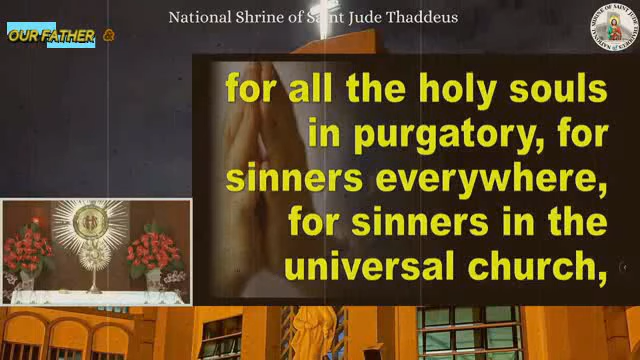 National Shrine of Saint Jude Thaddeus
OUR FATHER &
for all the holy souls
in purgatory, for
sinners everywhere,
for sinners in the
universal church,